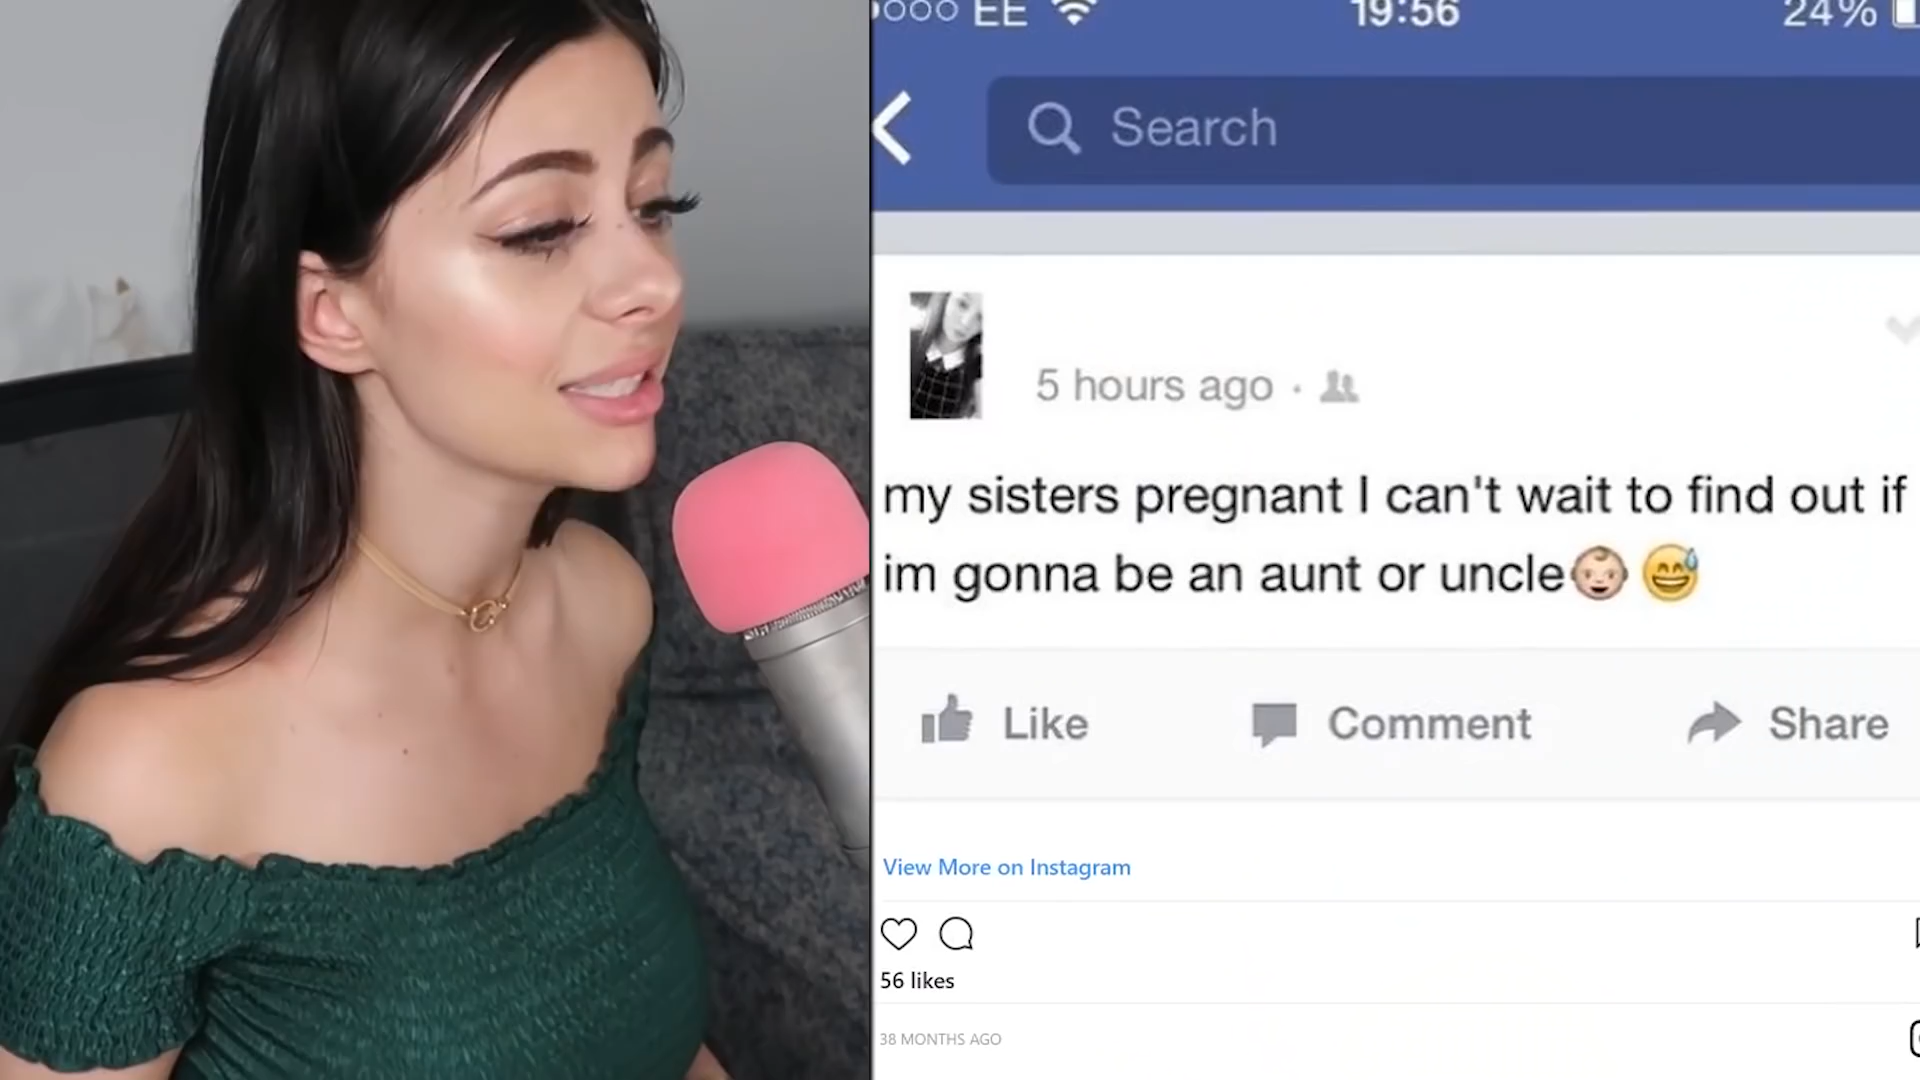 EE 19:56 24%
Search
5 hours ago ·
my sisters pregnant I can't wait to find out if
im gonna be an aunt or uncle👶 😅
Like Comment Share
View More on Instagram
56 likes
38 MONTHS AGO